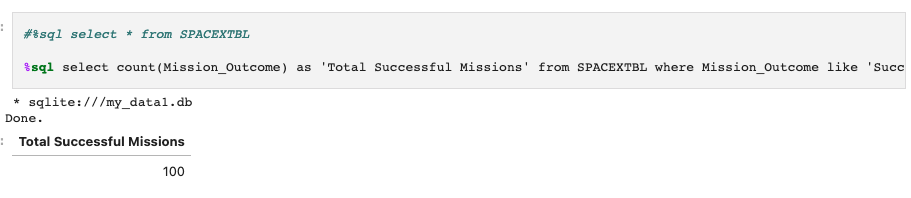 #%sql select * from SPACEXTBL
%sql select count(Mission_Outcome) as 'Total Successful Missions' from SPACEXTBL where Mission_Outcome like 'Succ
* sqlite:///my_data1.db
Done.
Total Successful Missions
100